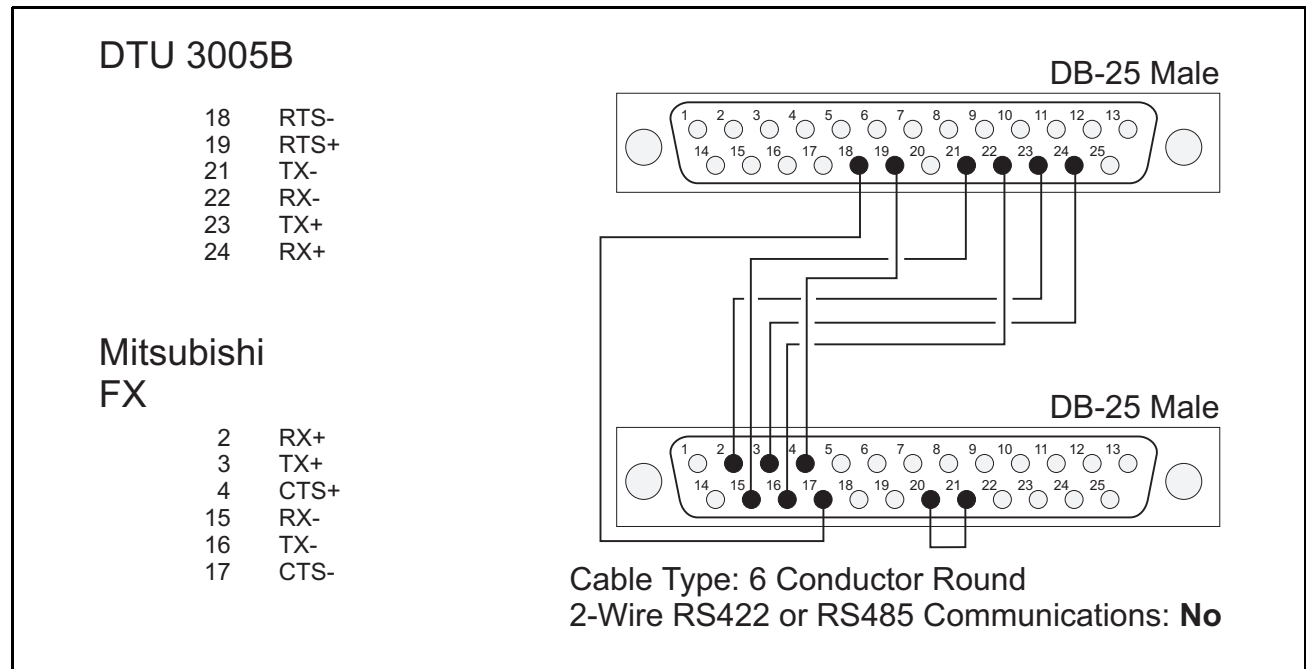 DTU 3005B
18 RTS-
19 RTS+
21 TX-
22 RX-
23 TX+
24 RX+
DB-25 Male
1 2 3 4 5 6 7 8 9 10 11 12 13
14 15 16 17 18 19 20 21 22 23 24 25
Mitsubishi
FX
2 RX+
3 TX+
4 CTS+
15 RX-
16 TX-
17 CTS-
DB-25 Male
1 2 3 4 5 6 7 8 9 10 11 12 13
14 15 16 17 18 19 20 21 22 23 24 25
Cable Type: 6 Conductor Round
2-Wire RS422 or RS485 Communications: No